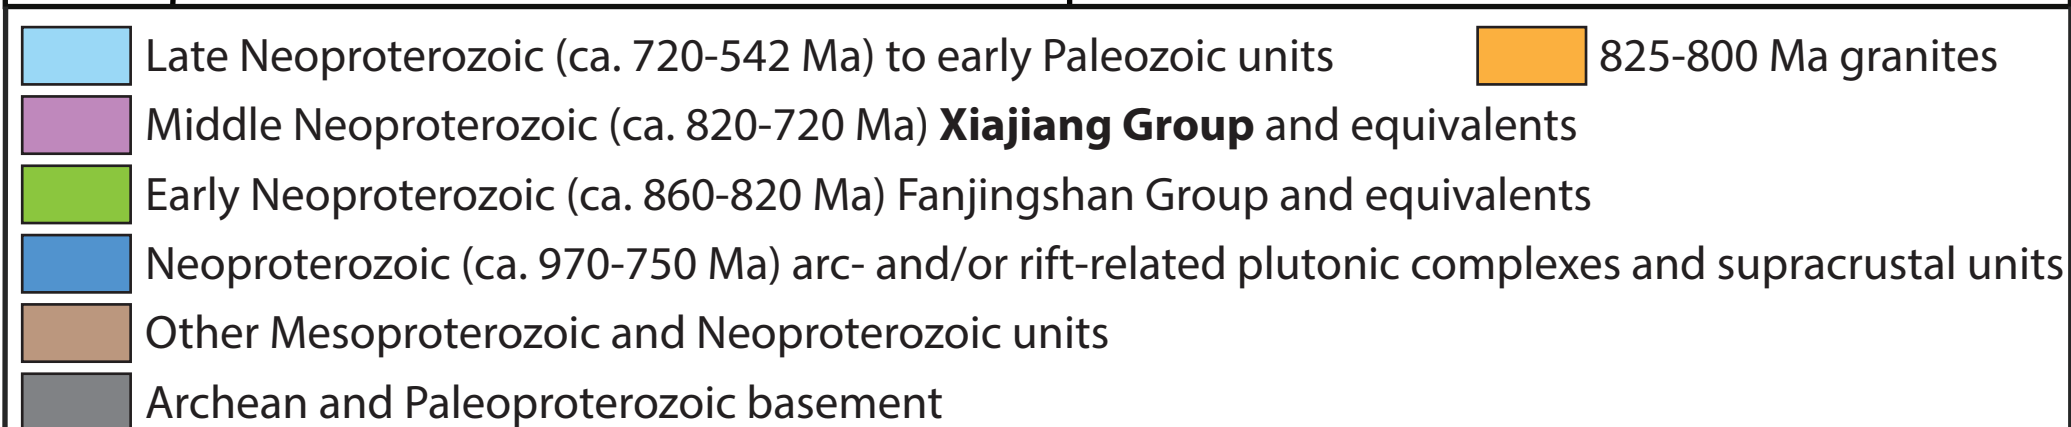 Late Neoproterozoic (ca. 720-542 Ma) to early Paleozoic units 825-800 Ma granites
Middle Neoproterozoic (ca. 820-720 Ma) Xiajiang Group and equivalents
Early Neoproterozoic (ca. 860-820 Ma) Fanjingshan Group and equivalents
Neoproterozoic (ca. 970-750 Ma) arc- and/or rift-related plutonic complexes and supracrustal units
Other Mesoproterozoic and Neoproterozoic units
Archean and Paleoproterozoic basement